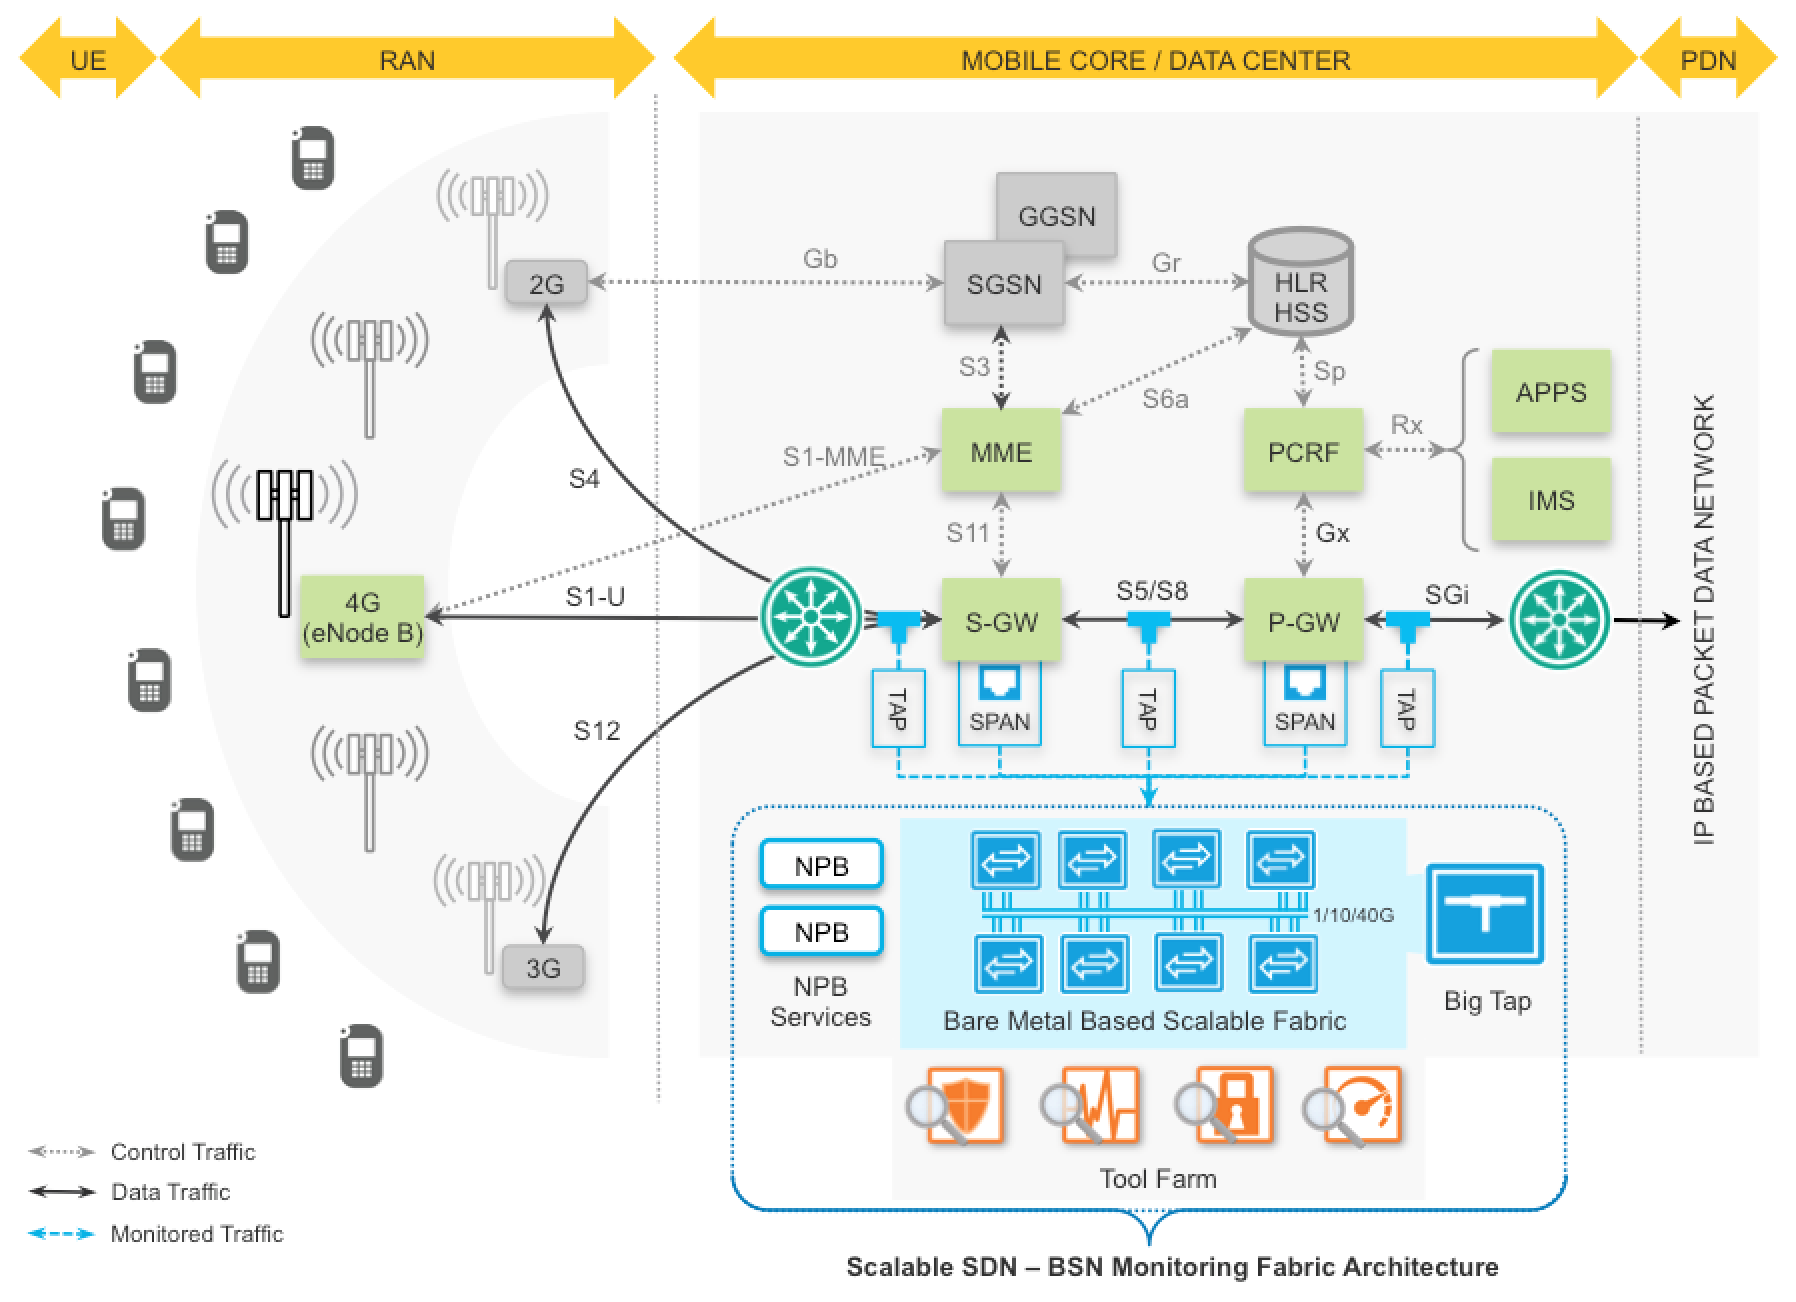 UE
RAN
MOBILE CORE / DATA CENTER
PDN
GGSN
2G
Gb
SGSN
Gr
HLR
HSS
S3
S6a
Sp
APPS
S4
S1-MME
MME
PCRF
Rx
IMS
S11
Gx
4G
(eNode B)
S1-U
S-GW
S5/S8
P-GW
SGi
IP BASED PACKET DATA NETWORK
TAP
SPAN
TAP
SPAN
TAP
S12
3G
NPB
NPB
NPB
Services
1/10/40G
Bare Metal Based Scalable Fabric
Big Tap
Tool Farm
Control Traffic
Data Traffic
Monitored Traffic
Scalable SDN – BSN Monitoring Fabric Architecture